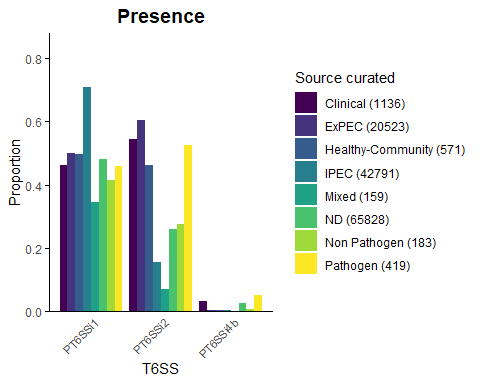 Presence
Proportion
0.8
0.6
0.4
0.2
0.0
PT6SSi1
PT6SSi2
PT6SSi4b
T6SS
Source curated
Clinical (1136)
ExPEC (20523)
Healthy-Community (571)
IPEC (42791)
Mixed (159)
ND (65828)
Non Pathogen (183)
Pathogen (419)